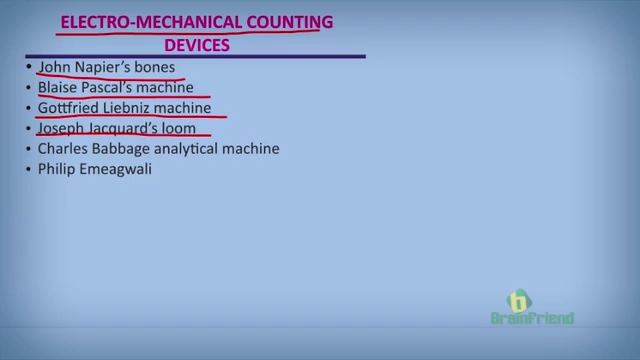 ELECTRO-MECHANICAL COUNTING
DEVICES
• John Napier's bones
• Blaise Pascal's machine
• Gottfried Liebniz machine
• Joseph Jacquard's loom
• Charles Babbage analytical machine
• Philip Emeagwali
b
BrainFriend